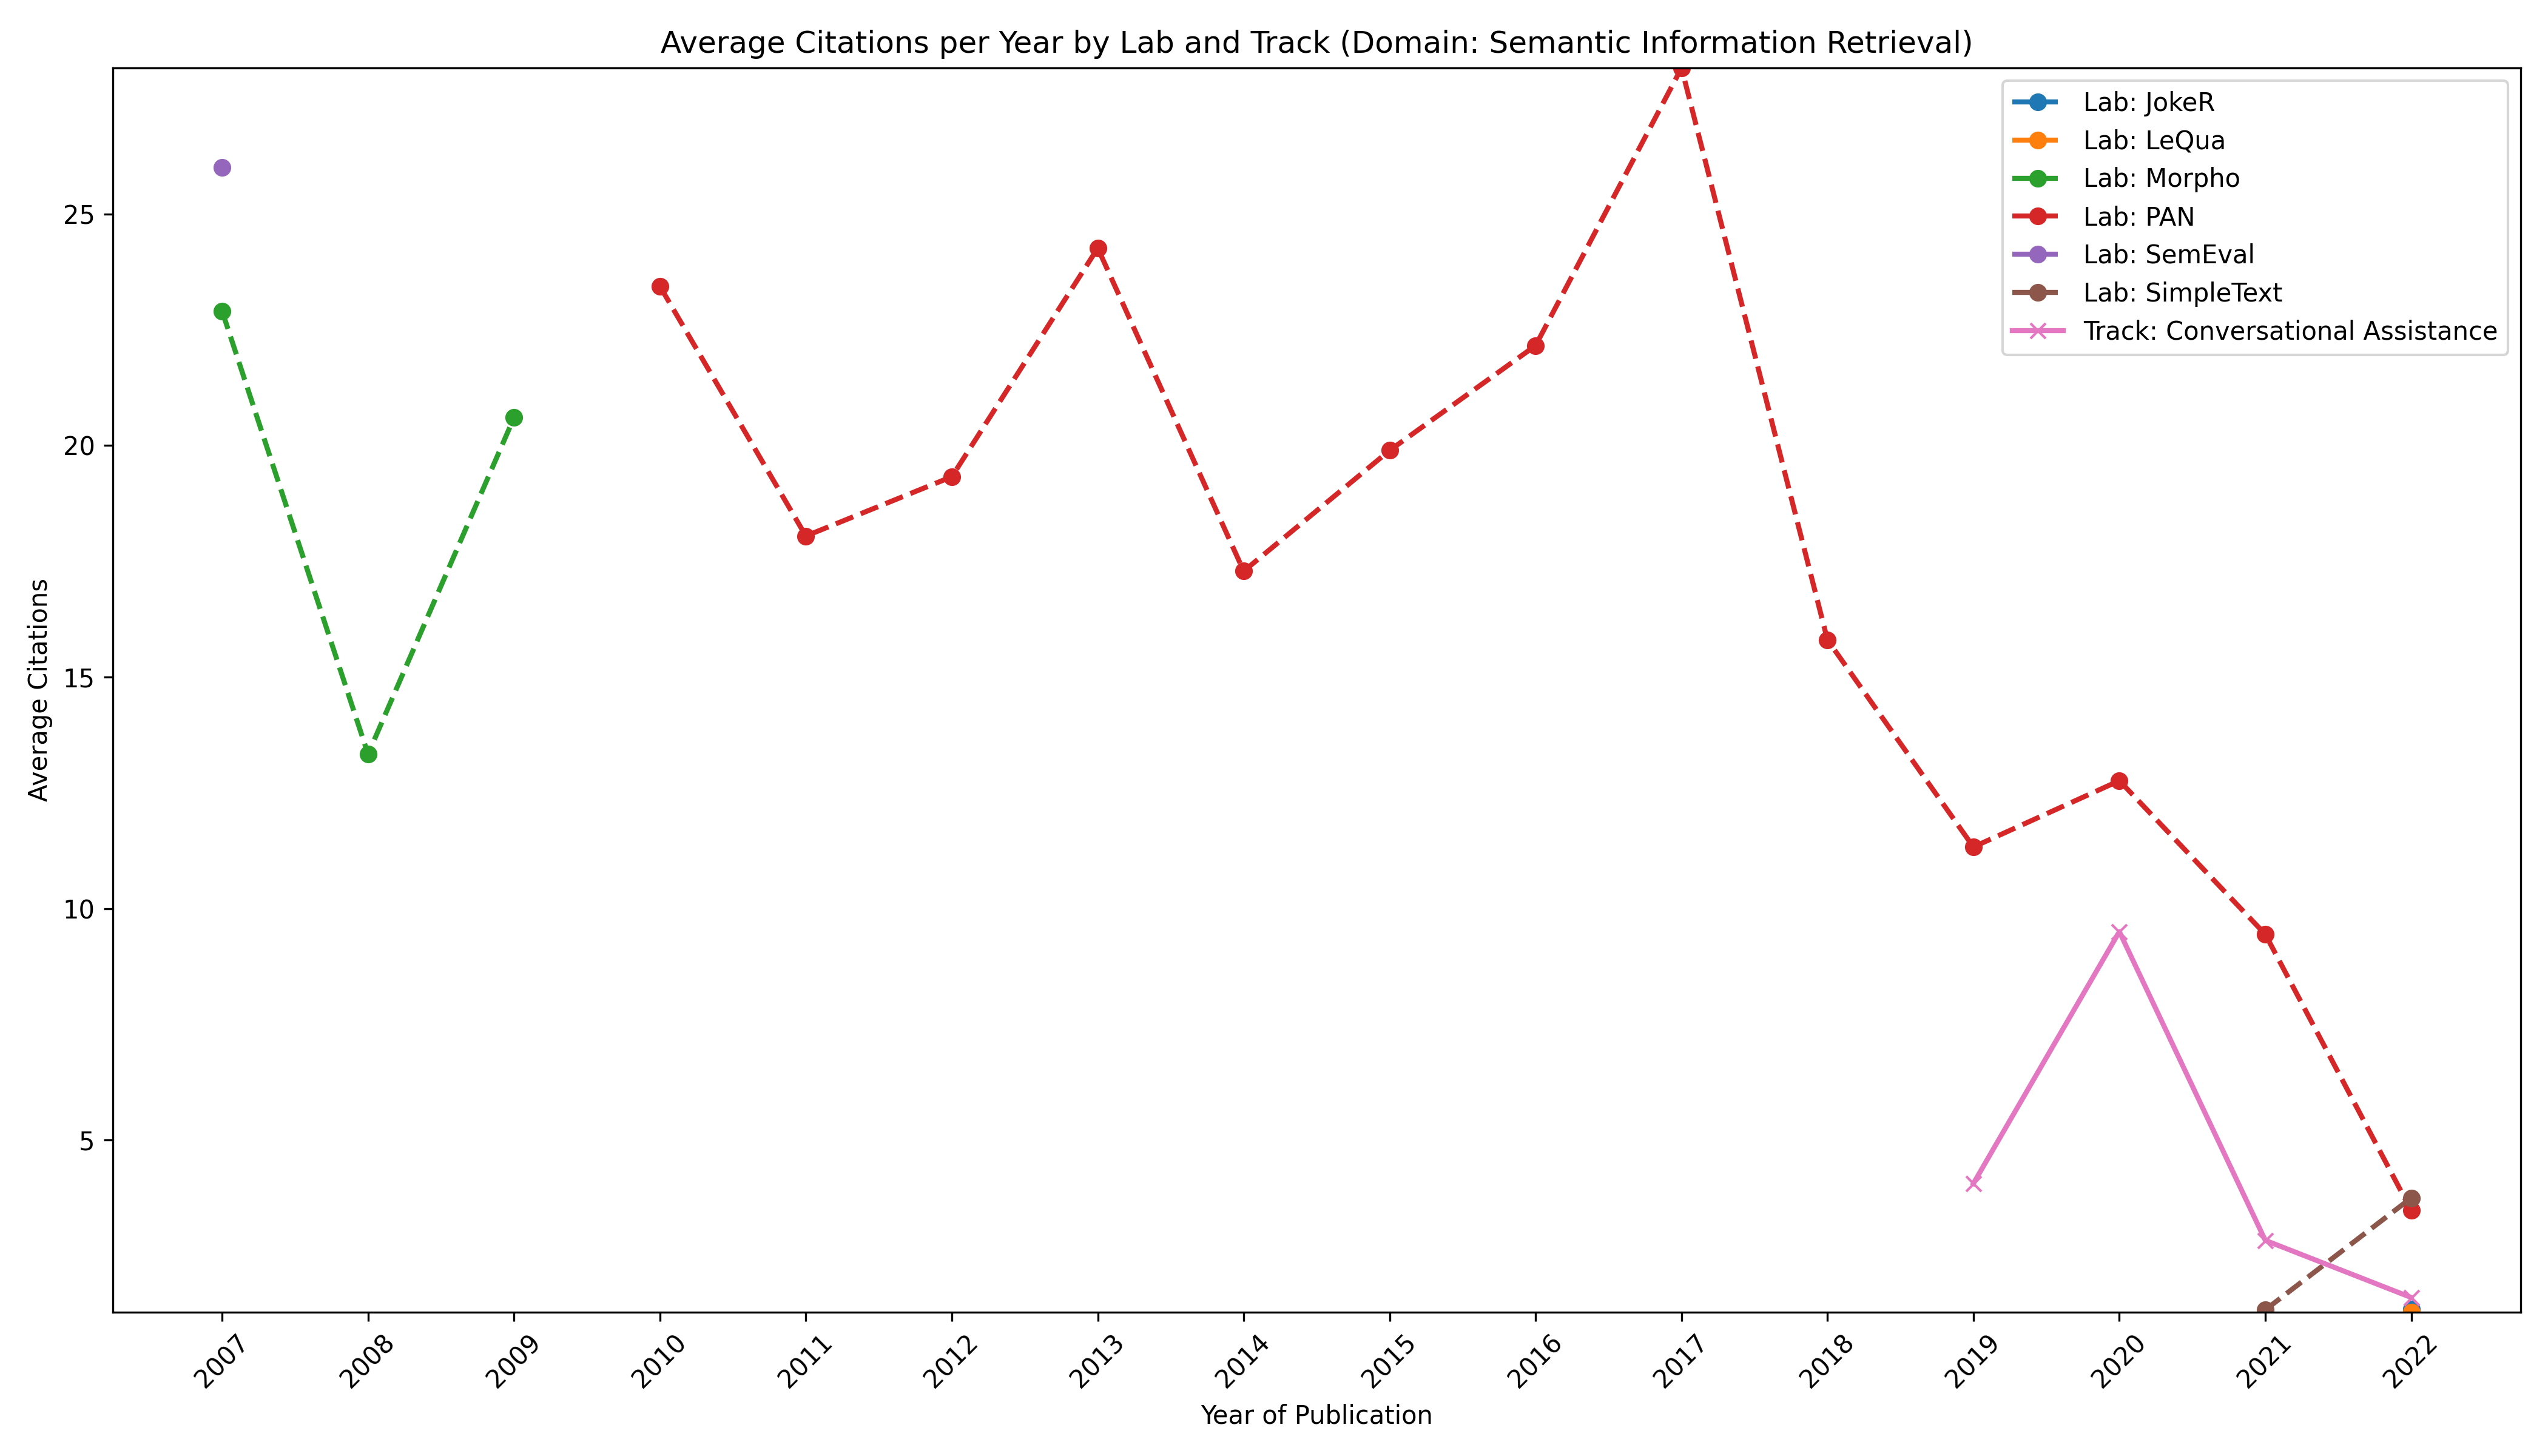 Average Citations per Year by Lab and Track (Domain: Semantic Information Retrieval)
Lab: JokeR
Lab: LeQua
Lab: Morpho
Lab: PAN
Lab: SemEval
Lab: SimpleText
Track: Conversational Assistance
Average Citations
25
20
15
10
5
2007
2008
2009
2010
2011
2012
2013
2014
2015
2016
2017
2018
2019
2020
2021
2022
Year of Publication